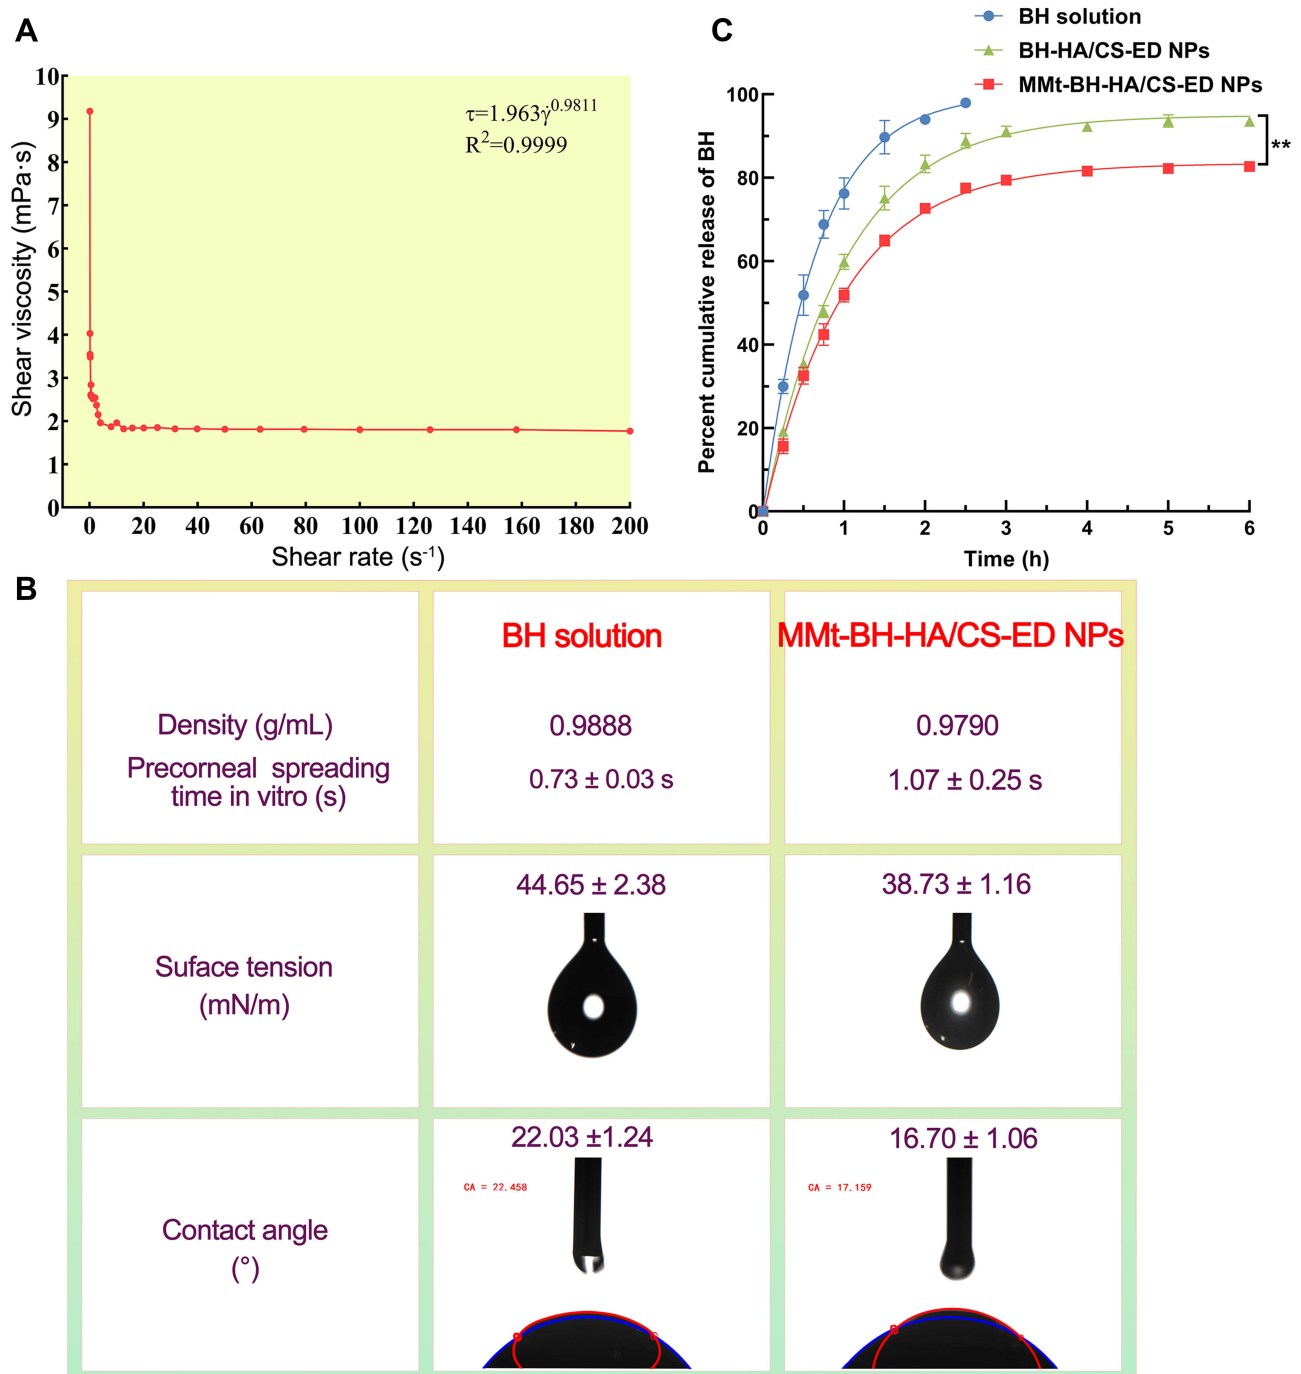 A
10
9
8
7
6
5
4
3
2
1
0
Shear viscosity (mPa·s)
τ=1.963γ̇^0.9811
R²=0.9999
0 20 40 60 80 100 120 140 160 180 200
Shear rate (s⁻¹)
C
BH solution
BH-HA/CS-ED NPs
MMt-BH-HA/CS-ED NPs
100
80
60
40
20
0
Percent cumulative release of BH
**
0 1 2 3 4 5 6
Time (h)
B
BH solution
MMt-BH-HA/CS-ED NPs
Density (g/mL)
0.9888
0.9790
Precorneal spreading
time in vitro (s)
0.73 ± 0.03 s
1.07 ± 0.25 s
Suface tension
(mN/m)
44.65 ± 2.38
38.73 ± 1.16
Contact angle
(°)
22.03 ±1.24
CA = 22.458
16.70 ± 1.06
CA = 17.159